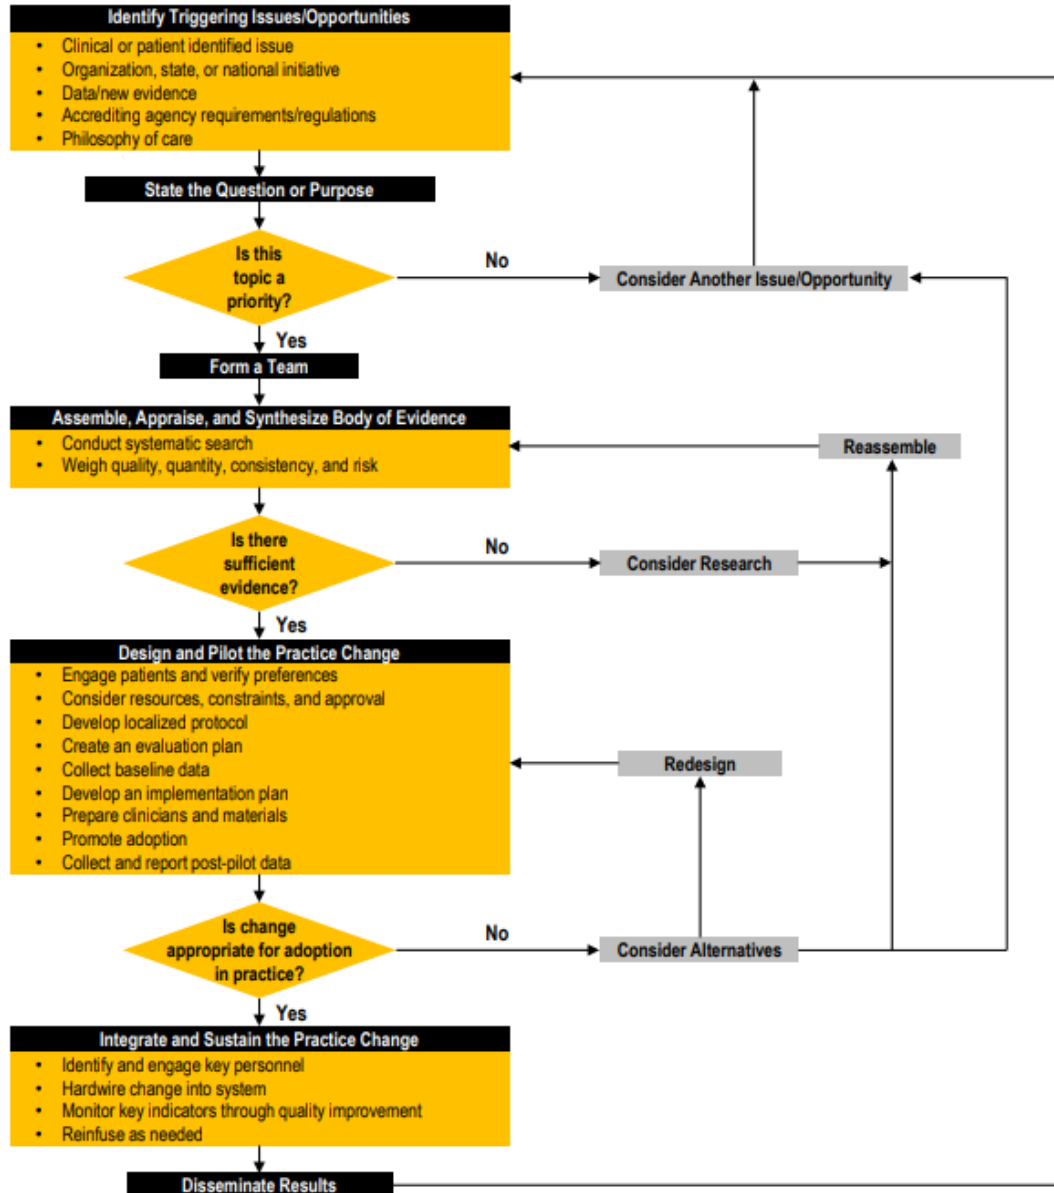 Identify Triggering Issues/Opportunities
• Clinical or patient identified issue
• Organization, state, or national initiative
• Data/new evidence
• Accrediting agency requirements/regulations
• Philosophy of care
State the Question or Purpose
Is this
topic a
priority?
No
Consider Another Issue/Opportunity
Yes
Form a Team
Assemble, Appraise, and Synthesize Body of Evidence
• Conduct systematic search
• Weigh quality, quantity, consistency, and risk
Reassemble
Is there
sufficient
evidence?
No
Consider Research
Yes
Design and Pilot the Practice Change
• Engage patients and verify preferences
• Consider resources, constraints, and approval
• Develop localized protocol
• Create an evaluation plan
• Collect baseline data
• Develop an implementation plan
• Prepare clinicians and materials
• Promote adoption
• Collect and report post-pilot data
Redesign
Is change
appropriate for adoption
in practice?
No
Consider Alternatives
Yes
Integrate and Sustain the Practice Change
• Identify and engage key personnel
• Hardwire change into system
• Monitor key indicators through quality improvement
• Reinfuse as needed
Disseminate Results